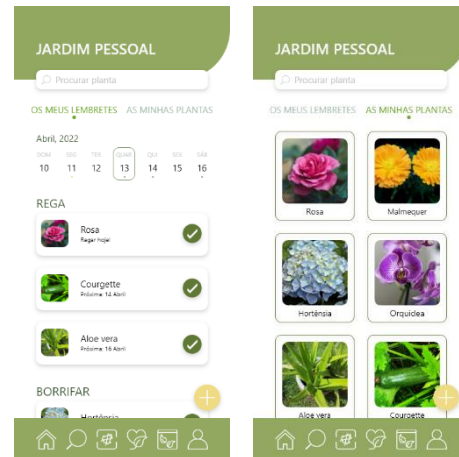 JARDIM PESSOAL
Procurar planta
OS MEUS LEMBRETES AS MINHAS PLANTAS
Abril, 2022
DOM SEG TER QUAR QUI SEX SÁB
10 11 12 13 14 15 16
REGA
Rosa
Regar hoje!
Courgette
Próxima: 14 Abril
Aloe vera
Próxima: 16 Abril
BORRIFAR
Hortênsia
JARDIM PESSOAL
Procurar planta
OS MEUS LEMBRETES AS MINHAS PLANTAS
Rosa Malmequer
Hortênsia Orquídea
Aloe vera Courgette